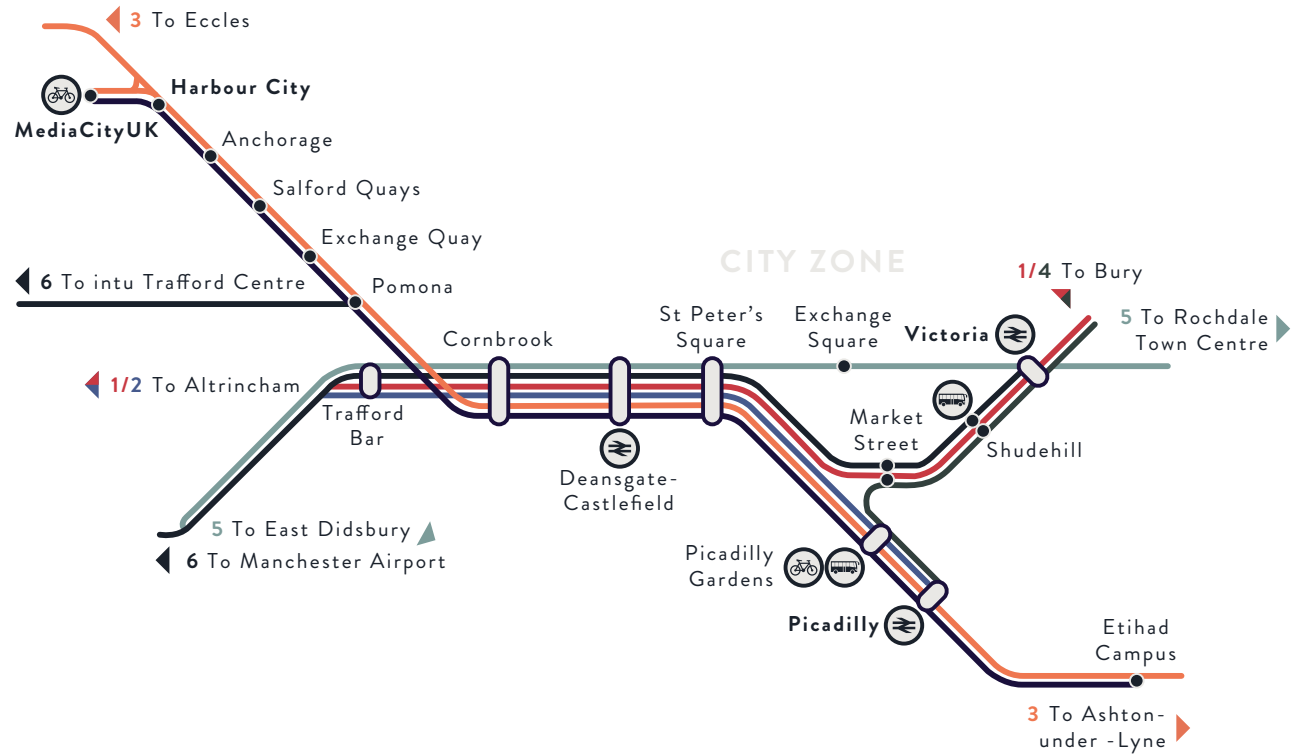 3 To Eccles
Harbour City
MediaCityUK
Anchorage
Salford Quays
Exchange Quay
6 To intu Trafford Centre
Pomona
CITY ZONE
1/4 To Bury
5 To Rochdale
Town Centre
St Peter's
Square
Exchange
Square
Victoria
Cornbrook
1/2 To Altrincham
Trafford
Bar
Market
Street
Shudehill
Deansgate-
Castlefield
5 To East Didsbury
6 To Manchester Airport
Picadilly
Gardens
Picadilly
Etihad
Campus
3 To Ashton-
under -Lyne